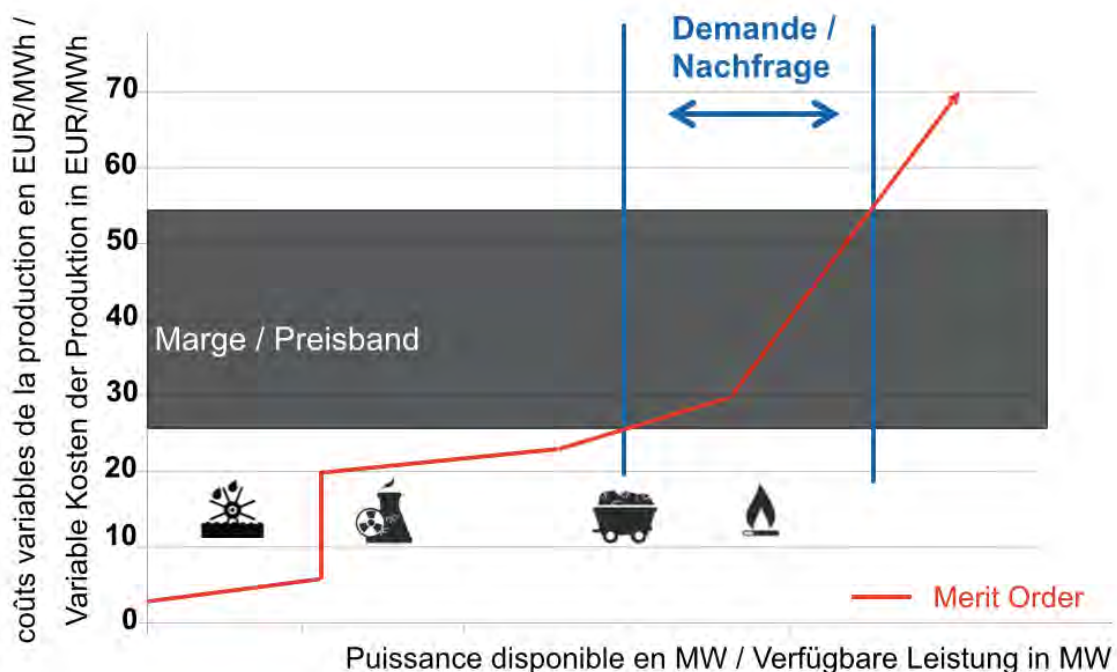 coûts variables de la production en EUR/MWh /
Variable Kosten der Produktion in EUR/MWh
Demande /
Nachfrage
70
60
50
40
30
20
10
0
Marge / Preisband
Merit Order
Puissance disponible en MW / Verfügbare Leistung in MW